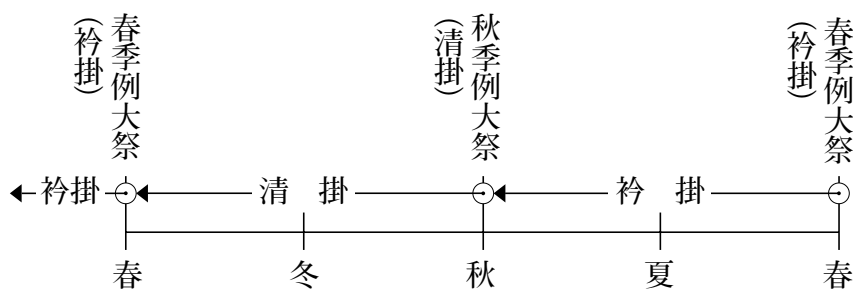 春季例大祭
（衿掛）
秋季例大祭
（清掛）
春季例大祭
（衿掛）
衿　掛
清　掛
衿掛
春
夏
秋
冬
春